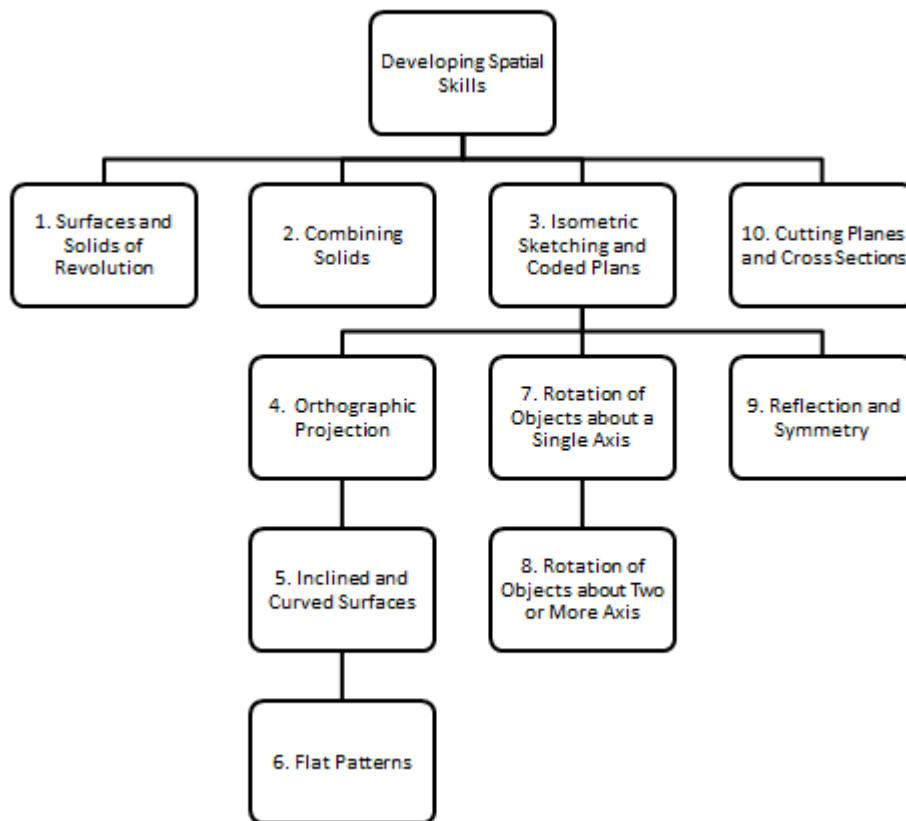 Developing Spatial
Skills
1. Surfaces and
Solids of
Revolution
2. Combining
Solids
3. Isometric
Sketching and
Coded Plans
10. Cutting Planes
and Cross Sections
4. Orthographic
Projection
7. Rotation of
Objects about a
Single Axis
9. Reflection and
Symmetry
5. Inclined and
Curved Surfaces
8. Rotation of
Objects about Two
or More Axis
6. Flat Patterns